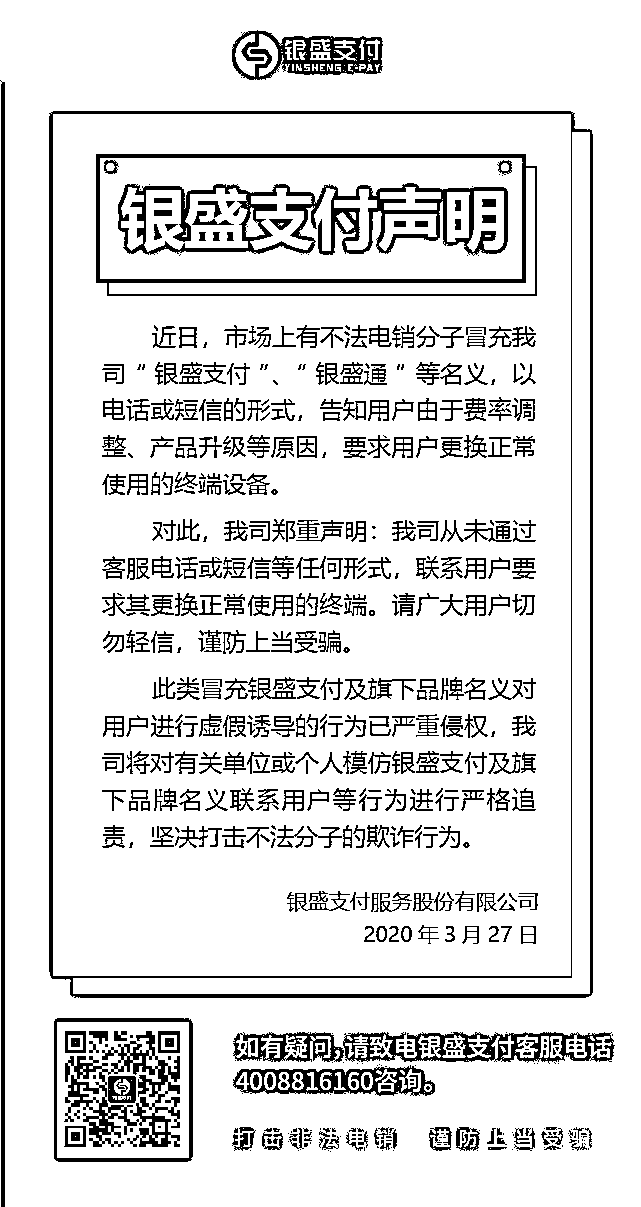 银盛支付
YINSHENG E-PAY
银盛支付声明
近日，市场上有不法电销分子冒充我
司“银盛支付”、“银盛通“等名义，以
电话或短信的形式，告知用户由于费率调
整、产品升级等原因，要求用户更换正常
使用的终端设备。
对此，我司郑重声明：我司从未通过
客服电话或短信等任何形式，联系用户要
求其更换正常使用的终端。请广大用户切
勿轻信，谨防上当受骗。
此类冒充银盛支付及旗下品牌名义对
用户进行虚假诱导的行为已严重侵权，我
司将对有关单位或个人模仿银盛支付及旗
下品牌名义联系用户等行为进行严格追
责，坚决打击不法分子的欺诈行为。
银盛支付服务股份有限公司
2020 年 3 月 27 日
如有疑问，请致电银盛支付客服电话
4008816160咨询。
打击非法电销 谨防上当受骗